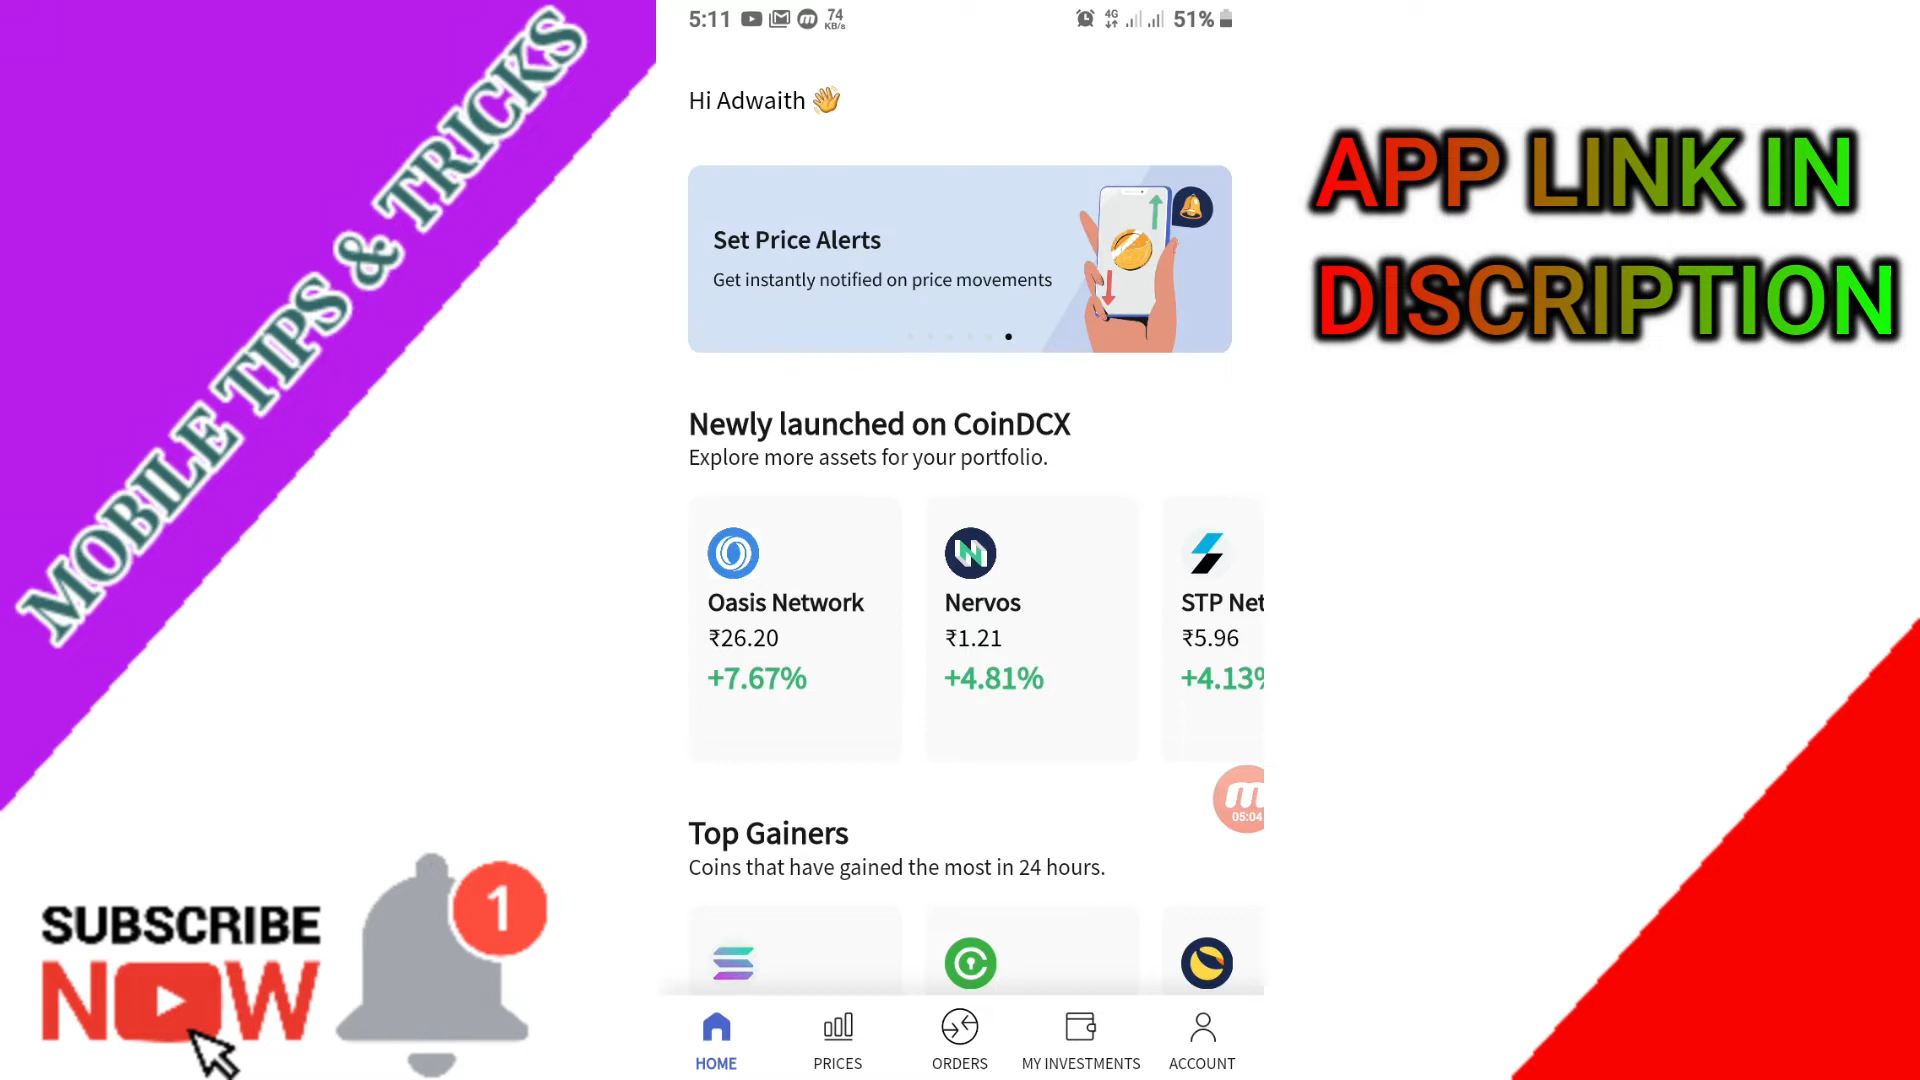 MOBILE TIPS & TRICKS
5:11
74
KB/s
4G
51%
Hi Adwaith 👋
Set Price Alerts
Get instantly notified on price movements
APP LINK IN
DISCRIPTION
Newly launched on CoinDCX
Explore more assets for your portfolio.
Oasis Network
₹26.20
+7.67%
Nervos
₹1.21
+4.81%
STP Net
₹5.96
+4.13%
05:04
Top Gainers
Coins that have gained the most in 24 hours.
SUBSCRIBE
NOW
1
HOME
PRICES
ORDERS
MY INVESTMENTS
ACCOUNT